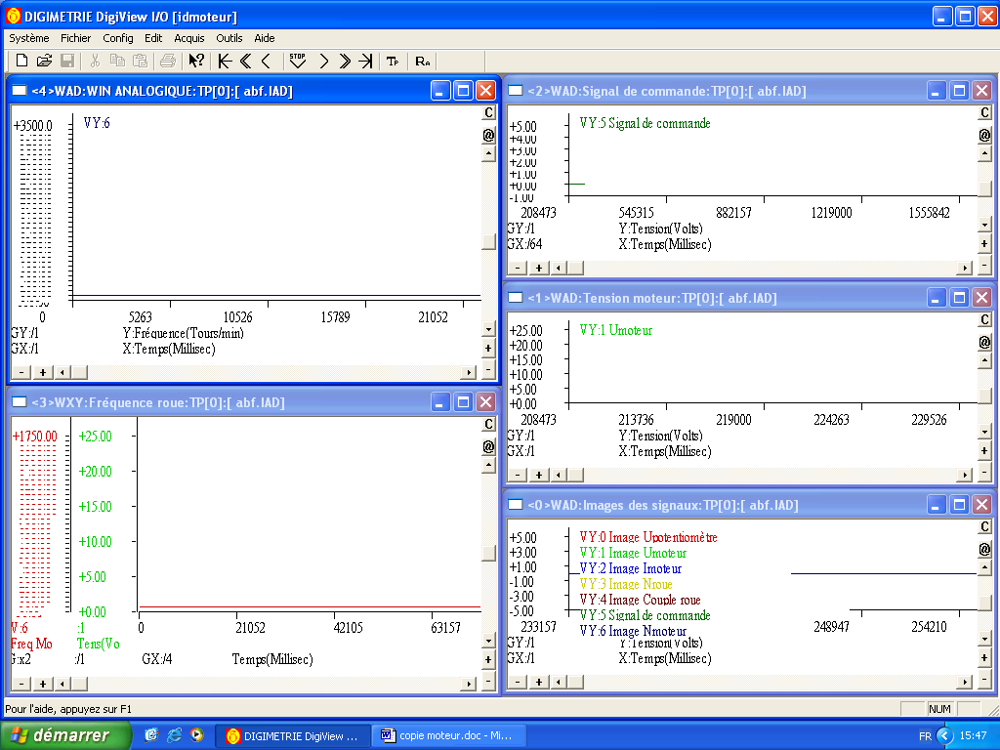 DIGIMETRIE DigiView I/O [idmoteur]
Système Fichier Config Edit Acquis Outils Aide
STOP TP RA
<4>WAD:WIN ANALOGIQUE:TP[0]:[ abf.IAD]
C
@
+3500.0
VY:6
0 5263 10526 15789 21052
GY:/1 Y:Fréquence(Tours/min)
GX:/1 X:Temps(Millisec)
- +
+
-
<2>WAD:Signal de commande:TP[0]:[ abf.IAD]
C
@
VY:5 Signal de commande
+5.00
+4.00
+3.00
+2.00
+1.00
+0.00
-1.00
208473 545315 882157 1219000 1555842
GY:/1 Y:Tension(Volts)
GX:/64 X:Temps(Millisec)
- +
+
-
<1>WAD:Tension moteur:TP[0]:[ abf.IAD]
C
@
VY:1 Umoteur
+25.00
+20.00
+15.00
+10.00
+5.00
+0.00
208473 213736 219000 224263 229526
GY:/1 Y:Tension(Volts)
GX:/1 X:Temps(Millisec)
- +
+
-
<3>WXY:Fréquence roue:TP[0]:[ abf.IAD]
C
@
+1750.00 +25.00
+20.00
+15.00
+10.00
+5.00
+0.00
V:6 :1 0 21052 42105 63157
Freq Mo Tens(Vo
G:x2 :/1 GX:/4 Temps(Millisec)
- +
+
-
<0>WAD:Images des signaux:TP[0]:[ abf.IAD]
C
@
+5.00
+3.00
+1.00
-1.00
-3.00
-5.00
VY:0 Image Upotentiomètre
VY:1 Image Umoteur
VY:2 Image Imoteur
VY:3 Image Nroue
VY:4 Image Couple roue
VY:5 Signal de commande
VY:6 Image Nmoteur
233157 248947 254210
GY:/1 Y:Tension(Volts)
GX:/1 X:Temps(Millisec)
- +
+
-
Pour l'aide, appuyez sur F1
NUM
démarrer DIGIMETRIE DigiView ... copie moteur.doc - Mi... FR 15:47